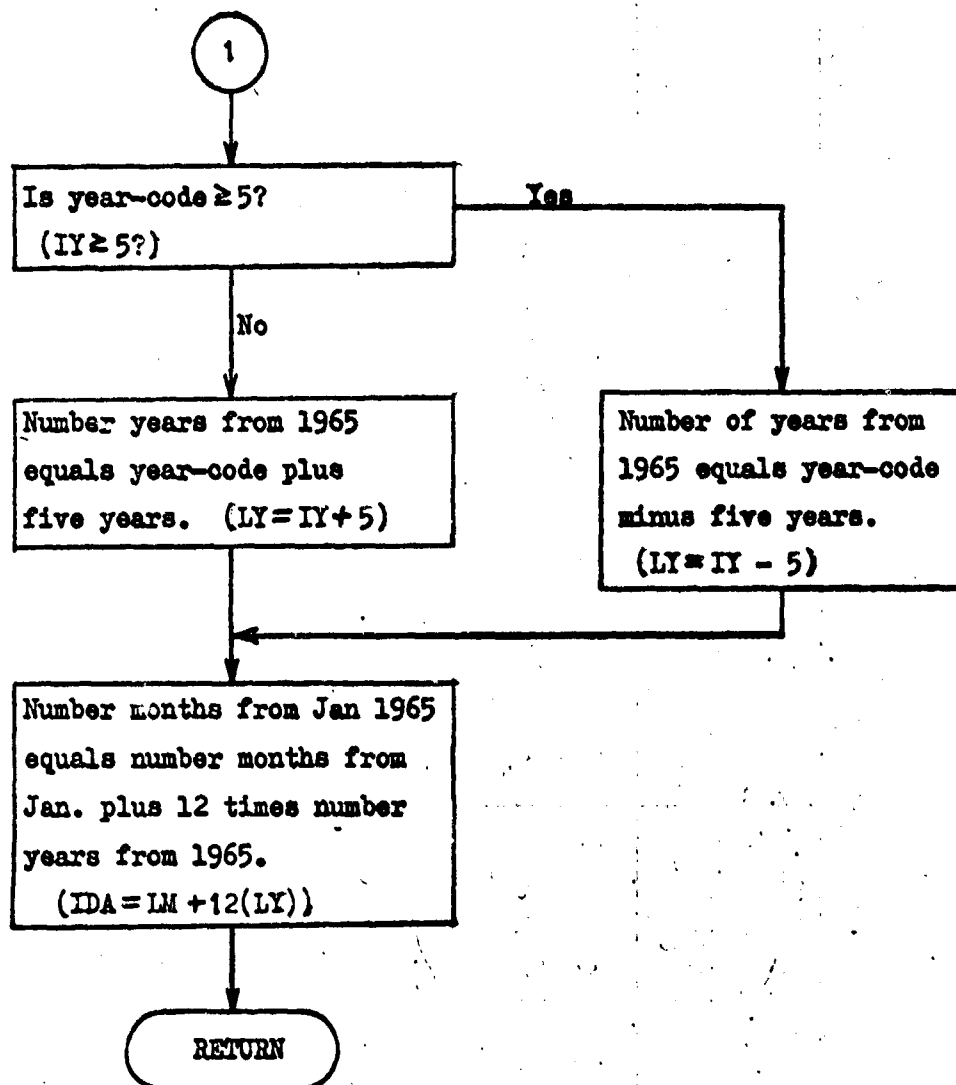 1
Is year-code ≥ 5?
(IY ≥ 5?)
Yes
No
Number years from 1965
equals year-code plus
five years. (LY = IY + 5)
Number of years from
1965 equals year-code
minus five years.
(LY = IY - 5)
Number months from Jan 1965
equals number months from
Jan. plus 12 times number
years from 1965.
(IDA = LM + 12(LY))
RETURN